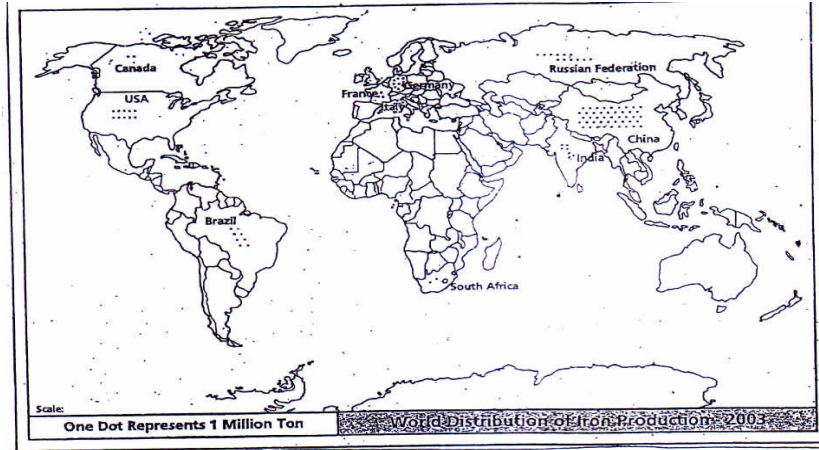 Canada
Russian Federation
USA
France
Germany
Italy
China
India
Brazil
South Africa
Scale:
One Dot Represents 1 Million Ton
World Distribution of Iron Production - 2003